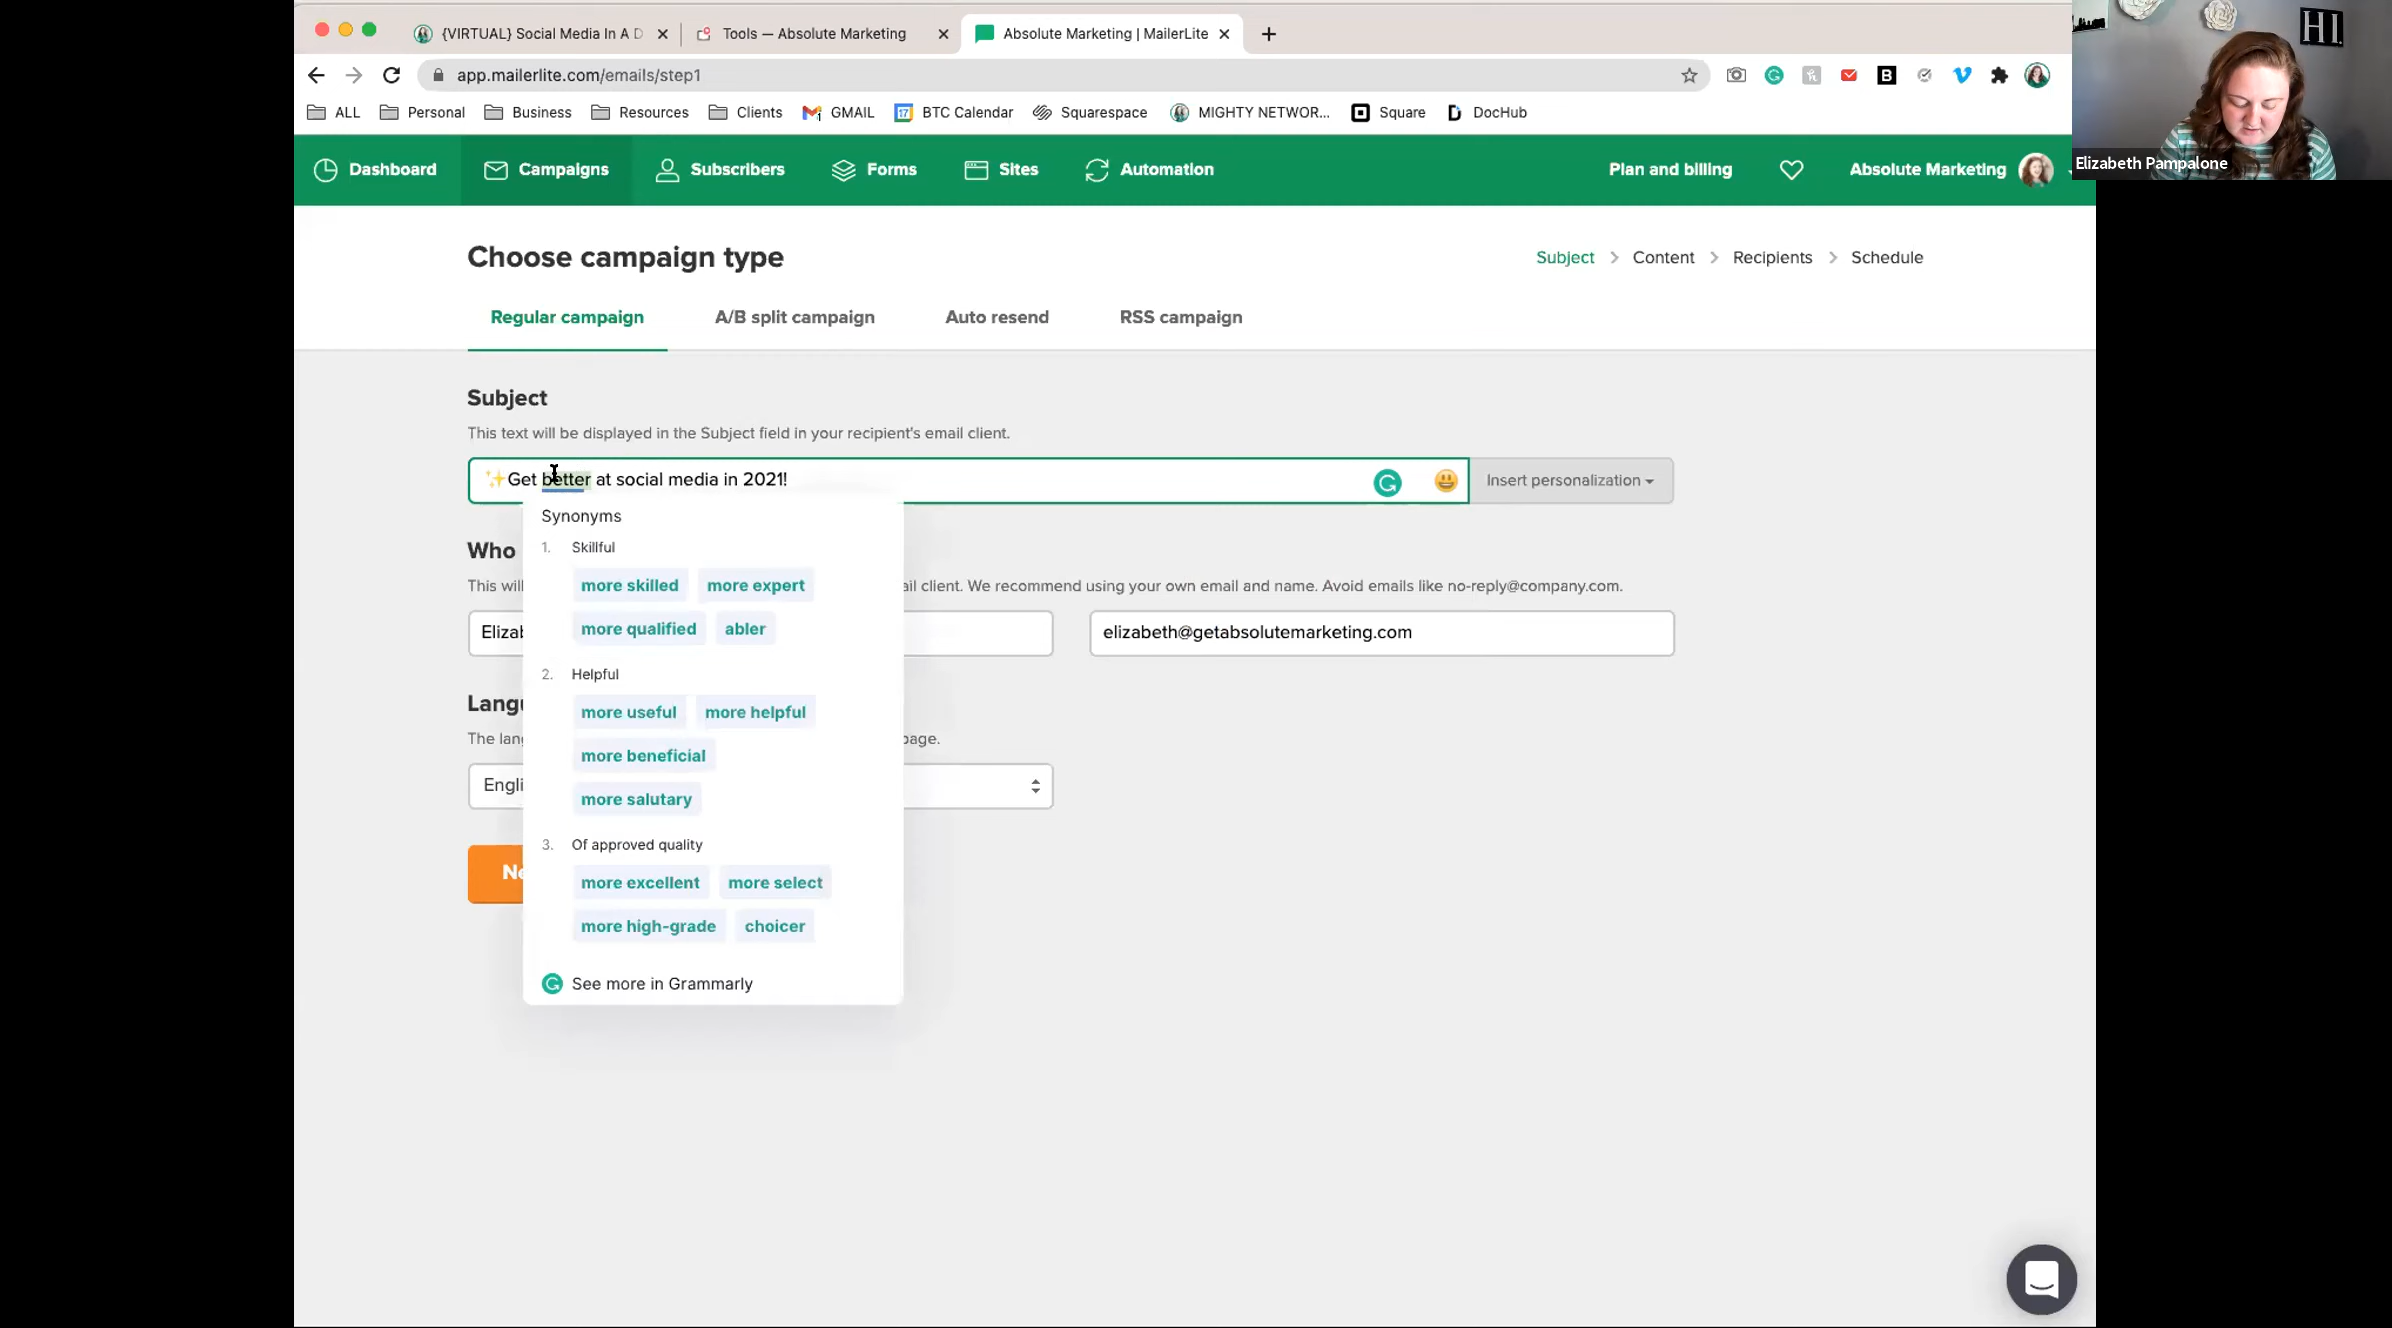 {VIRTUAL} Social Media In A D
Tools — Absolute Marketing
Absolute Marketing | MailerLite
app.mailerlite.com/emails/step1
ALL Personal Business Resources Clients GMAIL 17 BTC Calendar Squarespace MIGHTY NETWOR... Square DocHub
HI
Elizabeth Pampalone
Dashboard Campaigns Subscribers Forms Sites Automation Plan and billing Absolute Marketing
Choose campaign type
Subject > Content > Recipients > Schedule
Regular campaign A/B split campaign Auto resend RSS campaign
Subject
This text will be displayed in the Subject field in your recipient's email client.
✨Get better at social media in 2021!
Insert personalization
Synonyms
Who
1. Skillful
This wil
more skilled more expert
ail client. We recommend using your own email and name. Avoid emails like no-reply@company.com.
more qualified abler
Elizab
elizabeth@getabsolutemarketing.com
2. Helpful
Langu
more useful more helpful
The lang
page.
more beneficial
Engli
more salutary
3. Of approved quality
Ne
more excellent more select
more high-grade choicer
See more in Grammarly